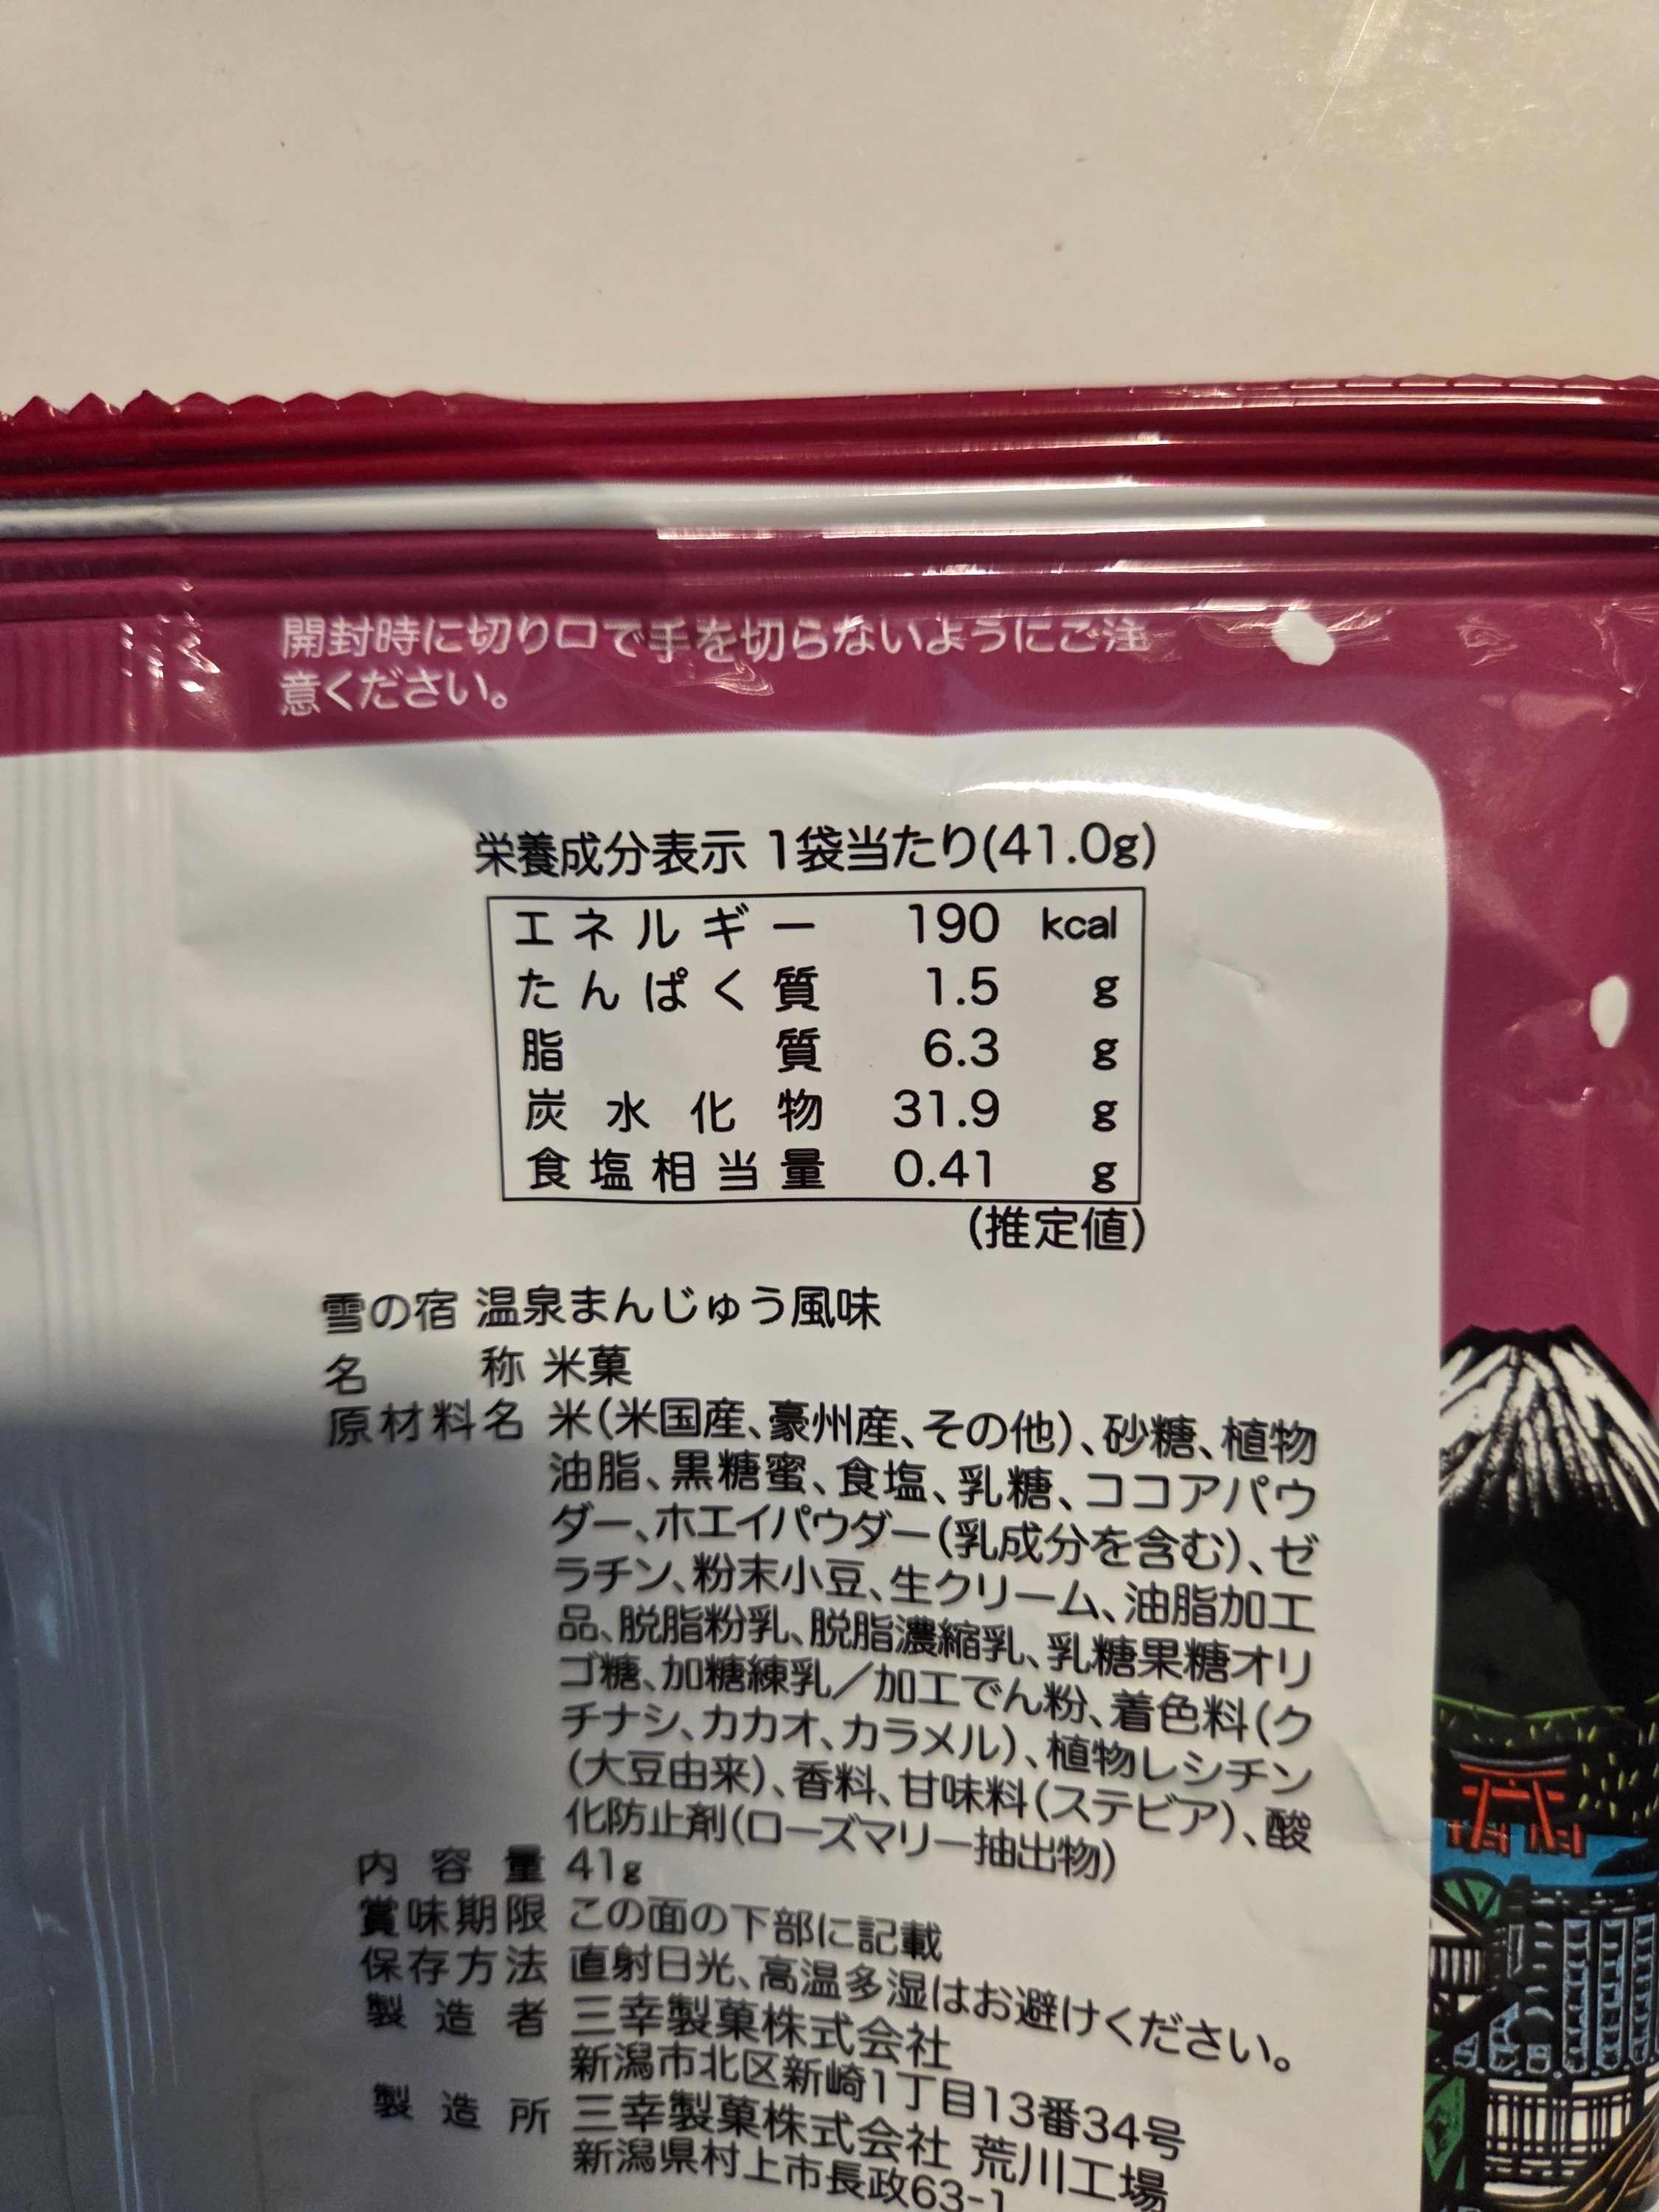 開封時に切り口で手を切らないようにご注
意ください。
栄養成分表示 1袋当たり(41.0g)
エネルギー 190 kcal
たんぱく質 1.5 g
脂質 6.3 g
炭水化物 31.9 g
食塩相当量 0.41 g
(推定値)
雪の宿 温泉まんじゅう風味
名称 米菓
原材料名 米(米国産、豪州産、その他)、砂糖、植物
油脂、黒糖蜜、食塩、乳糖、ココアパウ
ダー、ホエイパウダー(乳成分を含む)、ゼ
ラチン、粉末小豆、生クリーム、油脂加工
品、脱脂粉乳、脱脂濃縮乳、乳糖果糖オリ
ゴ糖、加糖練乳／加工でん粉、着色料(ク
チナシ、カカオ、カラメル)、植物レシチン
(大豆由来)、香料、甘味料(ステビア)、酸
化防止剤(ローズマリー抽出物)
内容量 41g
賞味期限 この面の下部に記載
保存方法 直射日光、高温多湿はお避けください。
製造者 三幸製菓株式会社
新潟市北区新崎1丁目13番34号
製造所 三幸製菓株式会社 荒川工場
新潟県村上市長政63-1